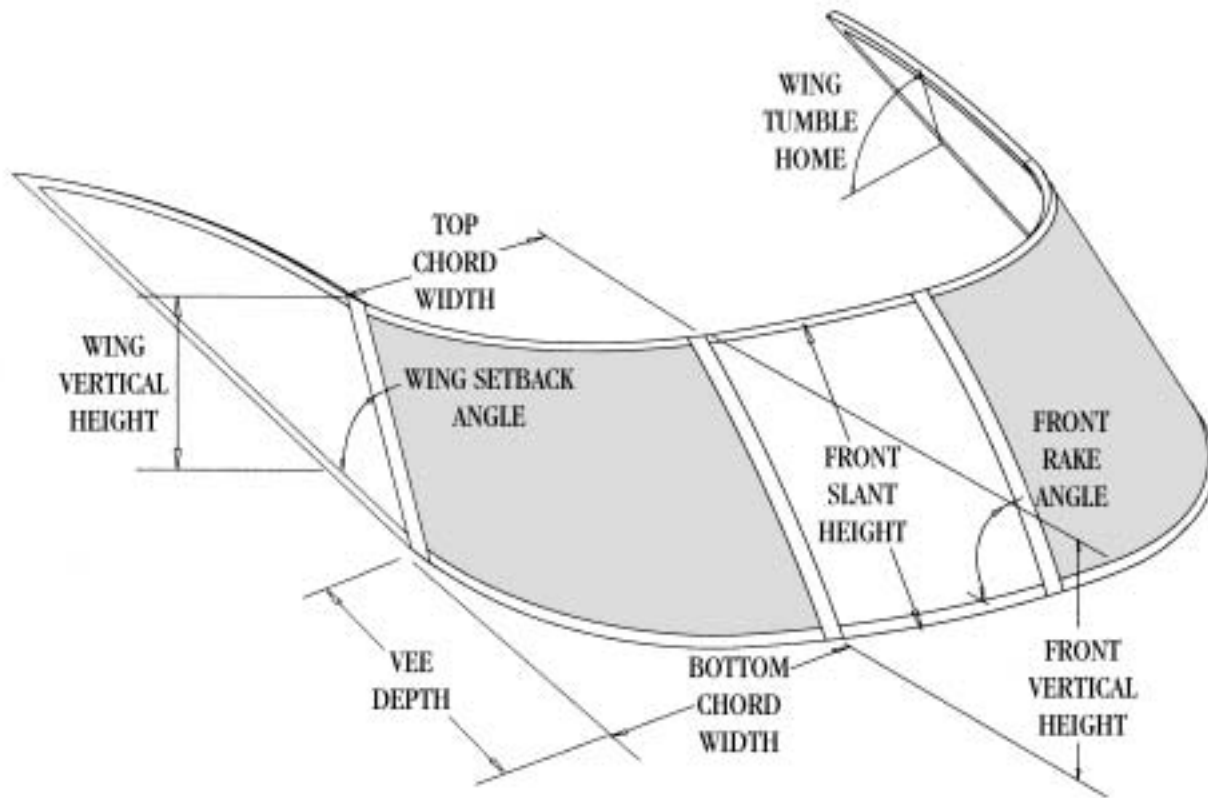 WING
TUMBLE
HOME
TOP
CHORD
WIDTH
WING
VERTICAL
HEIGHT
WING SETBACK
ANGLE
FRONT
SLANT
HEIGHT
FRONT
RAKE
ANGLE
VEE
DEPTH
BOTTOM
CHORD
WIDTH
FRONT
VERTICAL
HEIGHT